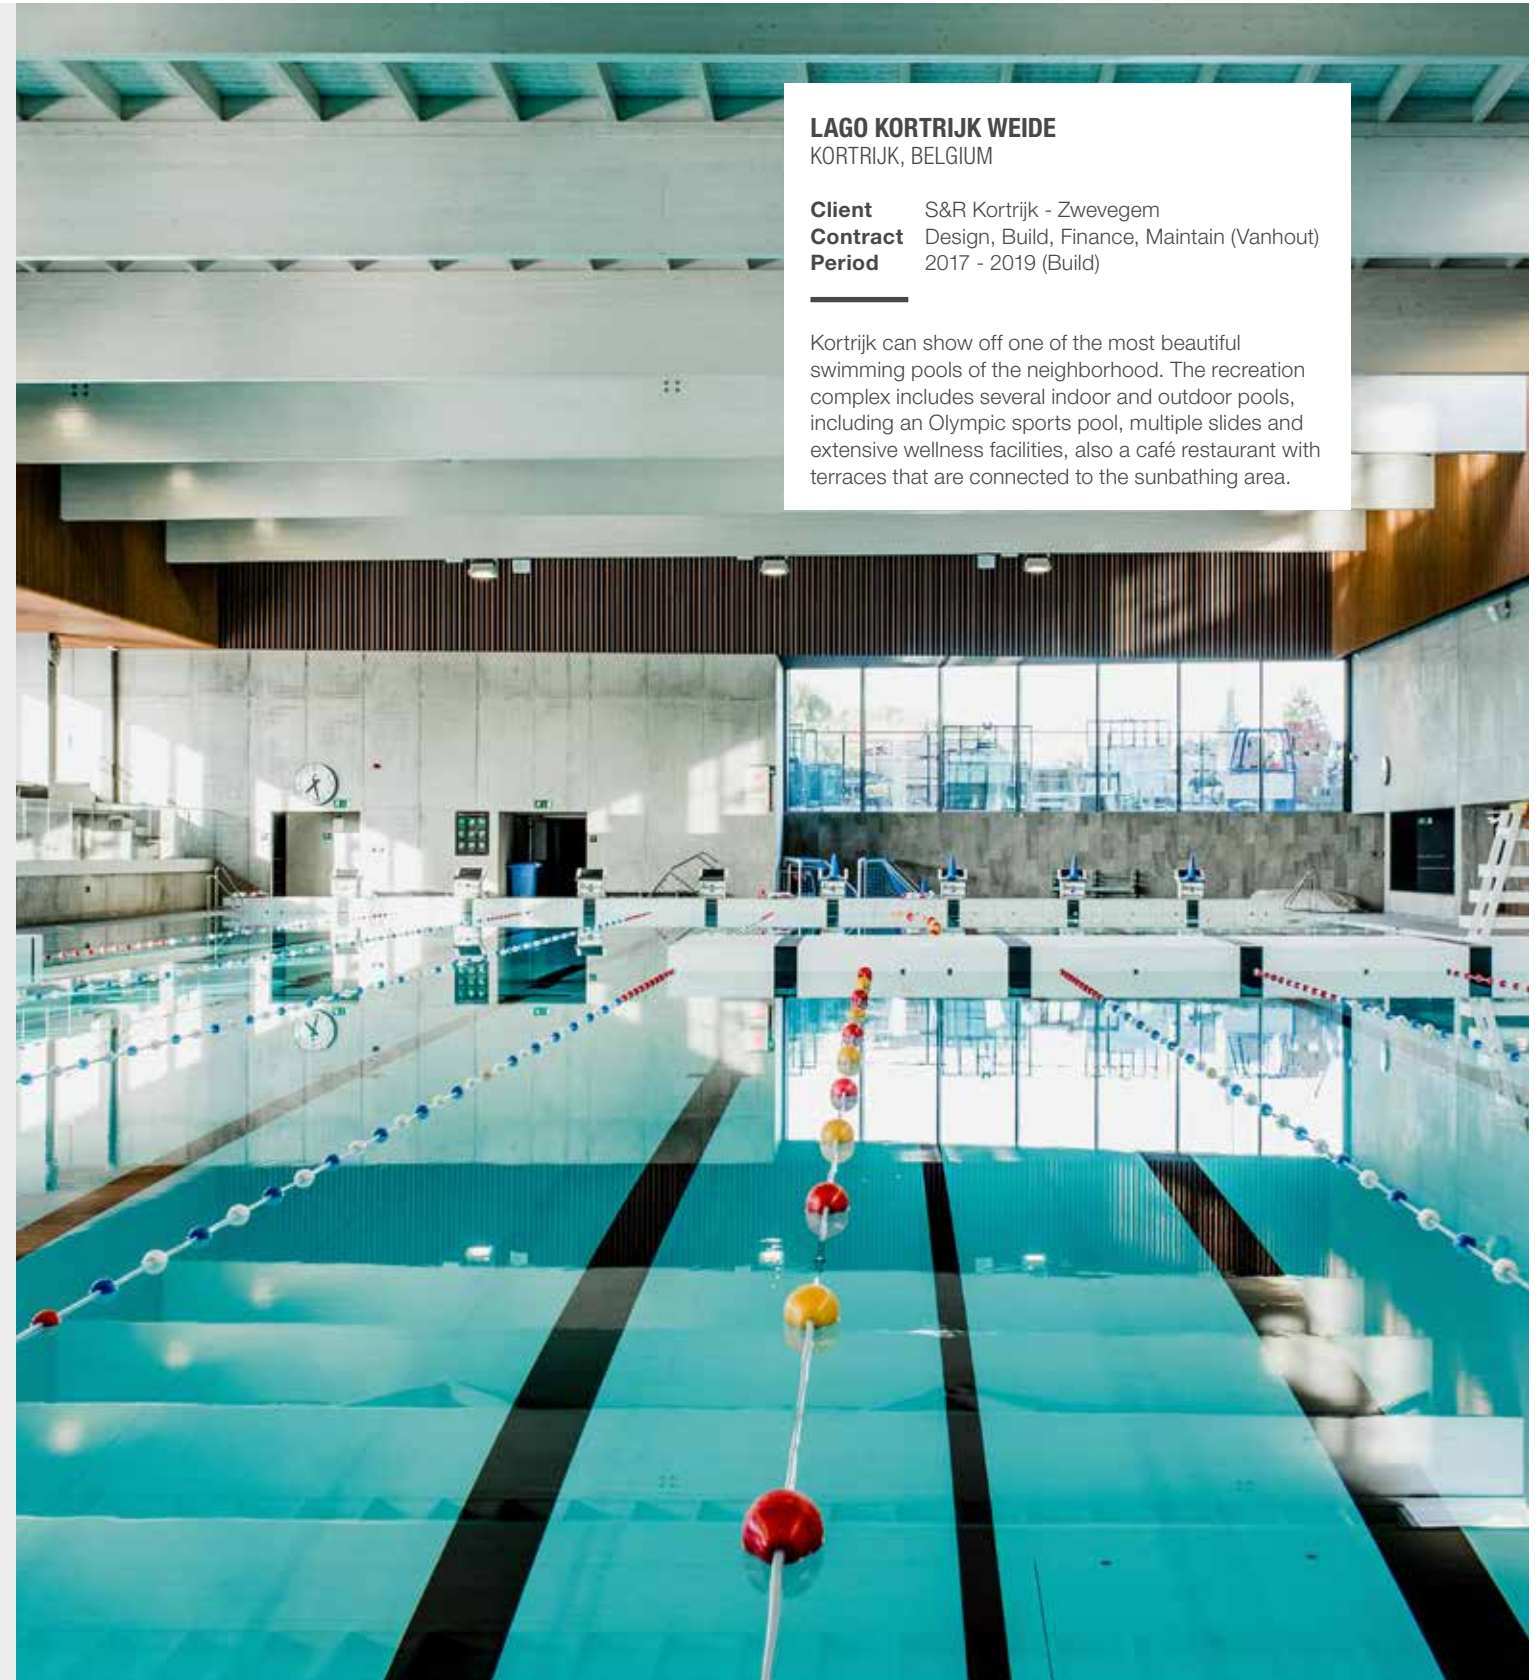 LAGO KORTRIJK WEIDE
KORTRIJK, BELGIUM
Client S&R Kortrijk - Zwevegem
Contract Design, Build, Finance, Maintain (Vanhout)
Period 2017 - 2019 (Build)
Kortrijk can show off one of the most beautiful
swimming pools of the neighborhood. The recreation
complex includes several indoor and outdoor pools,
including an Olympic sports pool, multiple slides and
extensive wellness facilities, also a café restaurant with
terraces that are connected to the sunbathing area.